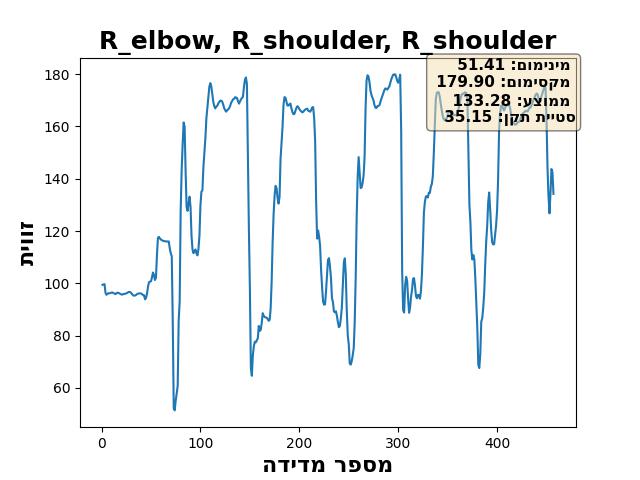 R_elbow, R_shoulder, R_shoulder
מינימום: 51.41
מקסימום: 179.90
ממוצע: 133.28
סטיית תקן: 35.15
זווית
180
160
140
120
100
80
60
0 100 200 300 400
מספר מדידה